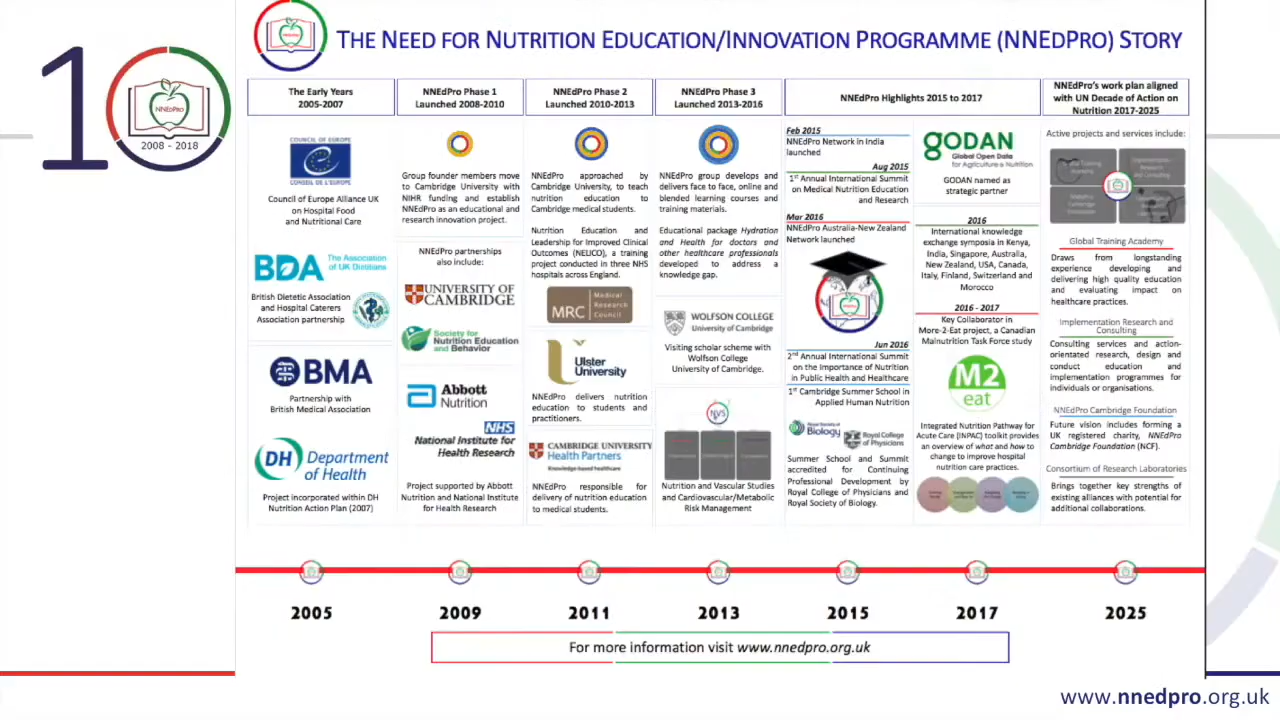 10
NNEdPro
2008 - 2018
THE NEED FOR NUTRITION EDUCATION/INNOVATION PROGRAMME (NNEDPRO) STORY
The Early Years
2005-2007
COUNCIL OF EUROPE
CONSEIL DE L'EUROPE
Council of Europe Alliance UK
on Hospital Food
and Nutritional Care
BDA The Association
of UK Dietitians
British Dietetic Association
and Hospital Caterers
Association partnership
BMA
Partnership with
British Medical Association
DH Department
of Health
Project incorporated within DH
Nutrition Action Plan (2007)
NNEdPro Phase 1
Launched 2008-2010
Group founder members move
to Cambridge University with
NIHR funding and establish
NNEdPro as an educational and
research innovation project.
NNEdPro partnerships
also include:
UNIVERSITY OF
CAMBRIDGE
Society for
Nutrition Education
and Behavior
Abbott
Nutrition
NHS
National Institute for
Health Research
Project supported by Abbott
Nutrition and National Institute
for Health Research
NNEdPro Phase 2
Launched 2010-2013
NNEdPro approached by
Cambridge University, to teach
nutrition education to
Cambridge medical students.
Nutrition Education and
Leadership for Improved Clinical
Outcomes (NELICO), a training
project conducted in three NHS
hospitals across England.
MRC Medical
Research
Council
Ulster
University
NNEdPro delivers nutrition
education to students and
practitioners.
CAMBRIDGE UNIVERSITY
Health Partners
Knowledge-based healthcare
NNEdPro responsible for
delivery of nutrition education
to medical students.
NNEdPro Phase 3
Launched 2013-2016
NNEdPro group develops and
delivers face to face, online and
blended learning courses and
training materials.
Educational package Hydration
and Health for doctors and
other healthcare professionals
developed to address a
knowledge gap.
WOLFSON COLLEGE
University of Cambridge
Visiting scholar scheme with
Wolfson College
University of Cambridge.
NVS
Nutrition and Vascular Studies
and Cardiovascular/Metabolic
Risk Management
NNEdPro Highlights 2015 to 2017
Feb 2015
NNEdPro Network in India
launched
Aug 2015
1st Annual International Summit
on Medical Nutrition Education
and Research
Mar 2016
NNEdPro Australia-New Zealand
Network launched
Jun 2016
2nd Annual International Summit
on the Importance of Nutrition
in Public Health and Healthcare
1st Cambridge Summer School in
Applied Human Nutrition
Royal Society of
Biology
Royal College
of Physicians
Summer School and Summit
accredited for Continuing
Professional Development by
Royal College of Physicians and
Royal Society of Biology.
GODAN
Global Open Data
for Agriculture & Nutrition
GODAN named as
strategic partner
2016
International knowledge
exchange symposia in Kenya,
India, Singapore, Australia,
New Zealand, USA, Canada,
Italy, Finland, Switzerland and
Morocco
2016 - 2017
Key Collaborator in
More-2-Eat project, a Canadian
Malnutrition Task Force study
M2
eat
Integrated Nutrition Pathway for
Acute Care (INPAC) toolkit provides
an overview of what and how to
change to improve hospital
nutrition care practices.
NNEdPro's work plan aligned
with UN Decade of Action on
Nutrition 2017-2025
Active projects and services include:
Global Training Academy
Draws from longstanding
experience developing and
delivering high quality education
and evaluating impact on
healthcare practices.
Implementation Research and
Consulting
Consulting services and action-
orientated research, design and
conduct education and
implementation programmes for
individuals or organisations.
NNEdPro Cambridge Foundation
Future vision includes forming a
UK registered charity, NNEdPro
Cambridge Foundation (NCF).
Consortium of Research Laboratories
Brings together key strengths of
existing alliances with potential for
additional collaborations.
2005
2009
2011
2013
2015
2017
2025
For more information visit www.nnedpro.org.uk
www.nnedpro.org.uk